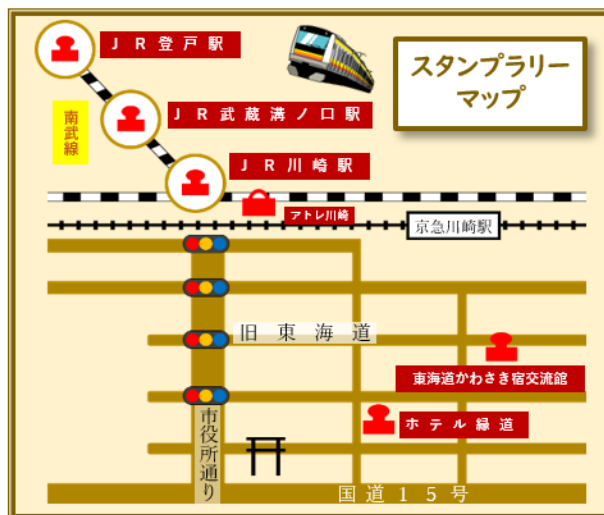 JR登戸駅
スタンプラリー
マップ
南武線
JR武蔵溝ノ口駅
JR川崎駅
アトレ川崎
京急川崎駅
旧東海道
東海道かわさき宿交流館
ホテル縁道
市役所通り
国道15号